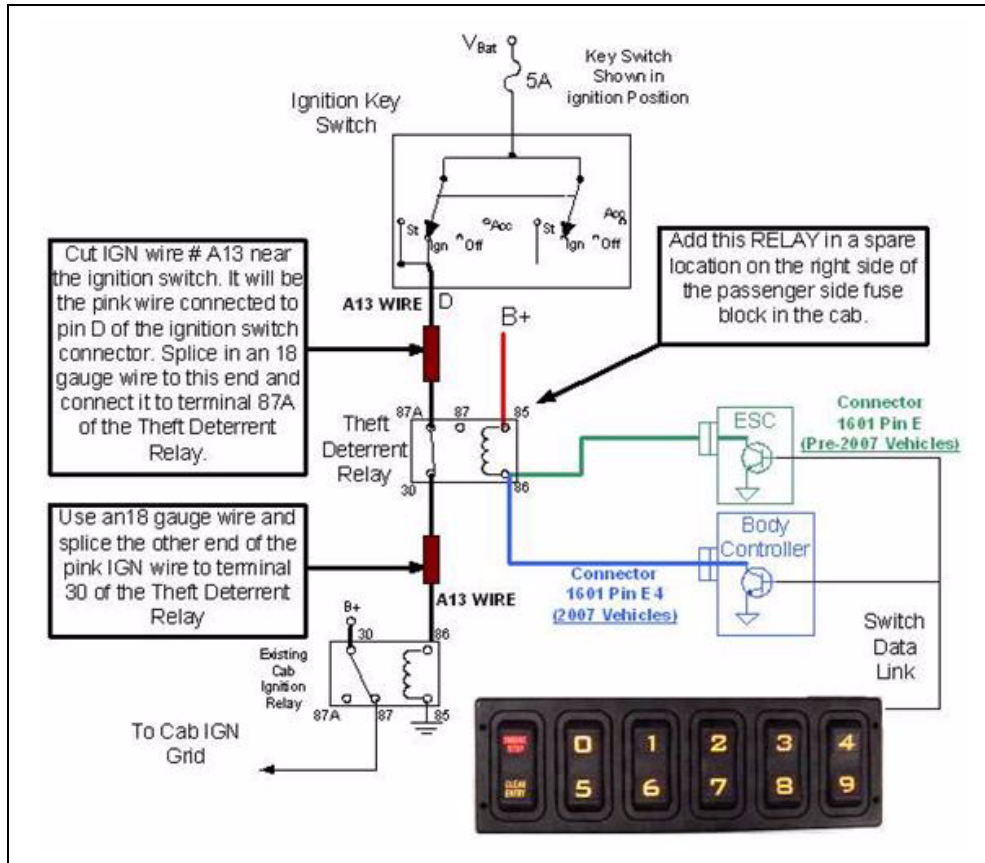 VBat
5A
Key Switch
Shown in
ignition Position
Ignition Key
Switch
St
Ign
Off
Acc
St
Ign
Off
Acc
Cut IGN wire # A13 near
the ignition switch. It will be
the pink wire connected to
pin D of the ignition switch
connector. Splice in an 18
gauge wire to this end and
connect it to terminal 87A
of the Theft Deterrent
Relay.
A13 WIRE
D
B+
Add this RELAY in a spare
location on the right side of
the passenger side fuse
block in the cab.
87A
87
85
Theft
Deterrent
Relay
30
86
ESC
Connector
1601 Pin E
(Pre-2007 Vehicles)
Body
Controller
Connector
1601 Pin E 4
(2007 Vehicles)
Use an18 gauge wire and
splice the other end of the
pink IGN wire to terminal
30 of the Theft Deterrent
Relay
A13 WIRE
B+
30
86
Existing
Cab
Ignition
Relay
87A
87
85
To Cab IGN
Grid
Switch
Data
Link
ENGINE
STOP
0
1
2
3
4
CLEAR
ENTRY
5
6
7
8
9